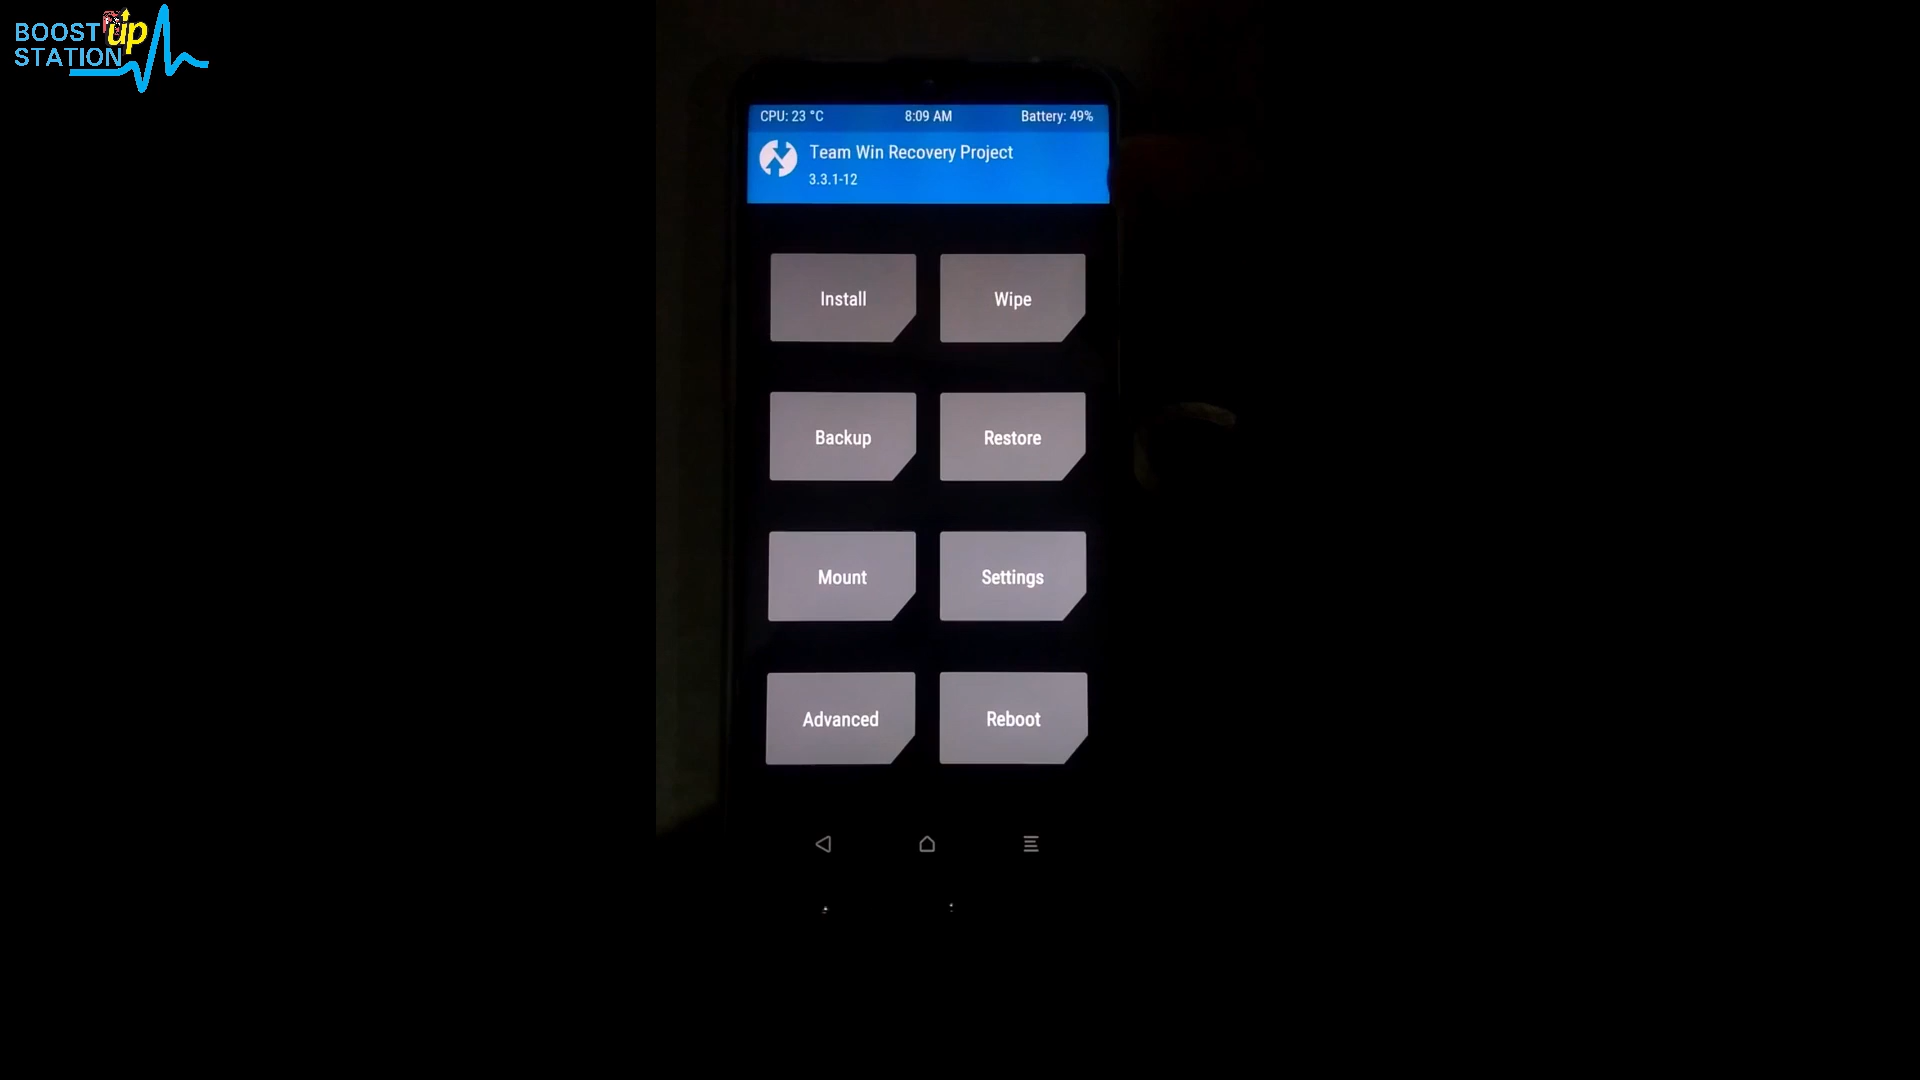 BOOST up
STATION
CPU: 23 °C 8:09 AM Battery: 49%
Team Win Recovery Project
3.3.1-12
Install Wipe
Backup Restore
Mount Settings
Advanced Reboot